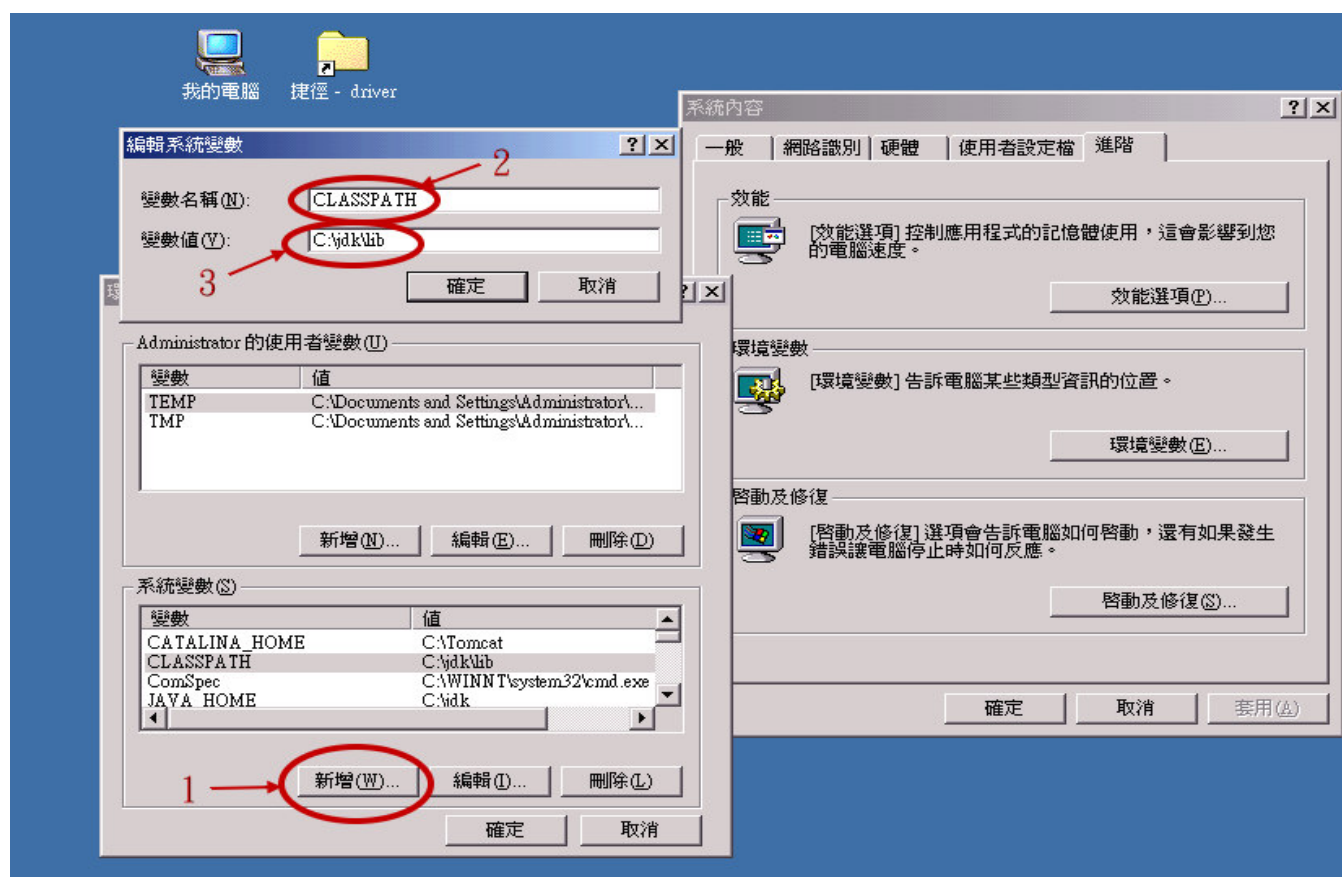 我的電腦
捷徑 - driver
系統內容
一般
網路識別
硬體
使用者設定檔
進階
效能
[效能選項] 控制應用程式的記憶體使用,這會影響到您
的電腦速度。
效能選項(P)...
環境變數
[環境變數] 告訴電腦某些類型資訊的位置。
環境變數(E)...
啓動及修復
[啓動及修復] 選項會告訴電腦如何啓動,還有如果發生
錯誤讓電腦停止時如何反應。
啓動及修復(S)...
確定
取消
套用(A)
編輯系統變數
2
變數名稱(N):
CLASSPATH
變數值(V):
C:\jdk\lib
3
確定
取消
Administrator 的使用者變數(U)
變數 值
TEMP C:\Documents and Settings\Administrator\...
TMP C:\Documents and Settings\Administrator\...
新增(N)...
編輯(E)...
刪除(D)
系統變數(S)
變數 值
CATALINA_HOME C:\Tomcat
CLASSPATH C:\jdk\lib
ComSpec C:\WINNT\system32\cmd.exe
JAVA_HOME C:\jdk
1
新增(W)...
編輯(I)...
刪除(L)
確定
取消